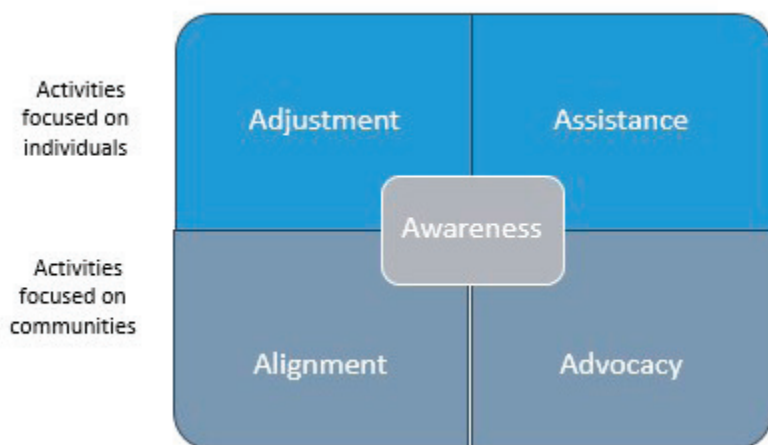 Activities
focused on
individuals
Adjustment
Assistance
Awareness
Activities
focused on
communities
Alignment
Advocacy